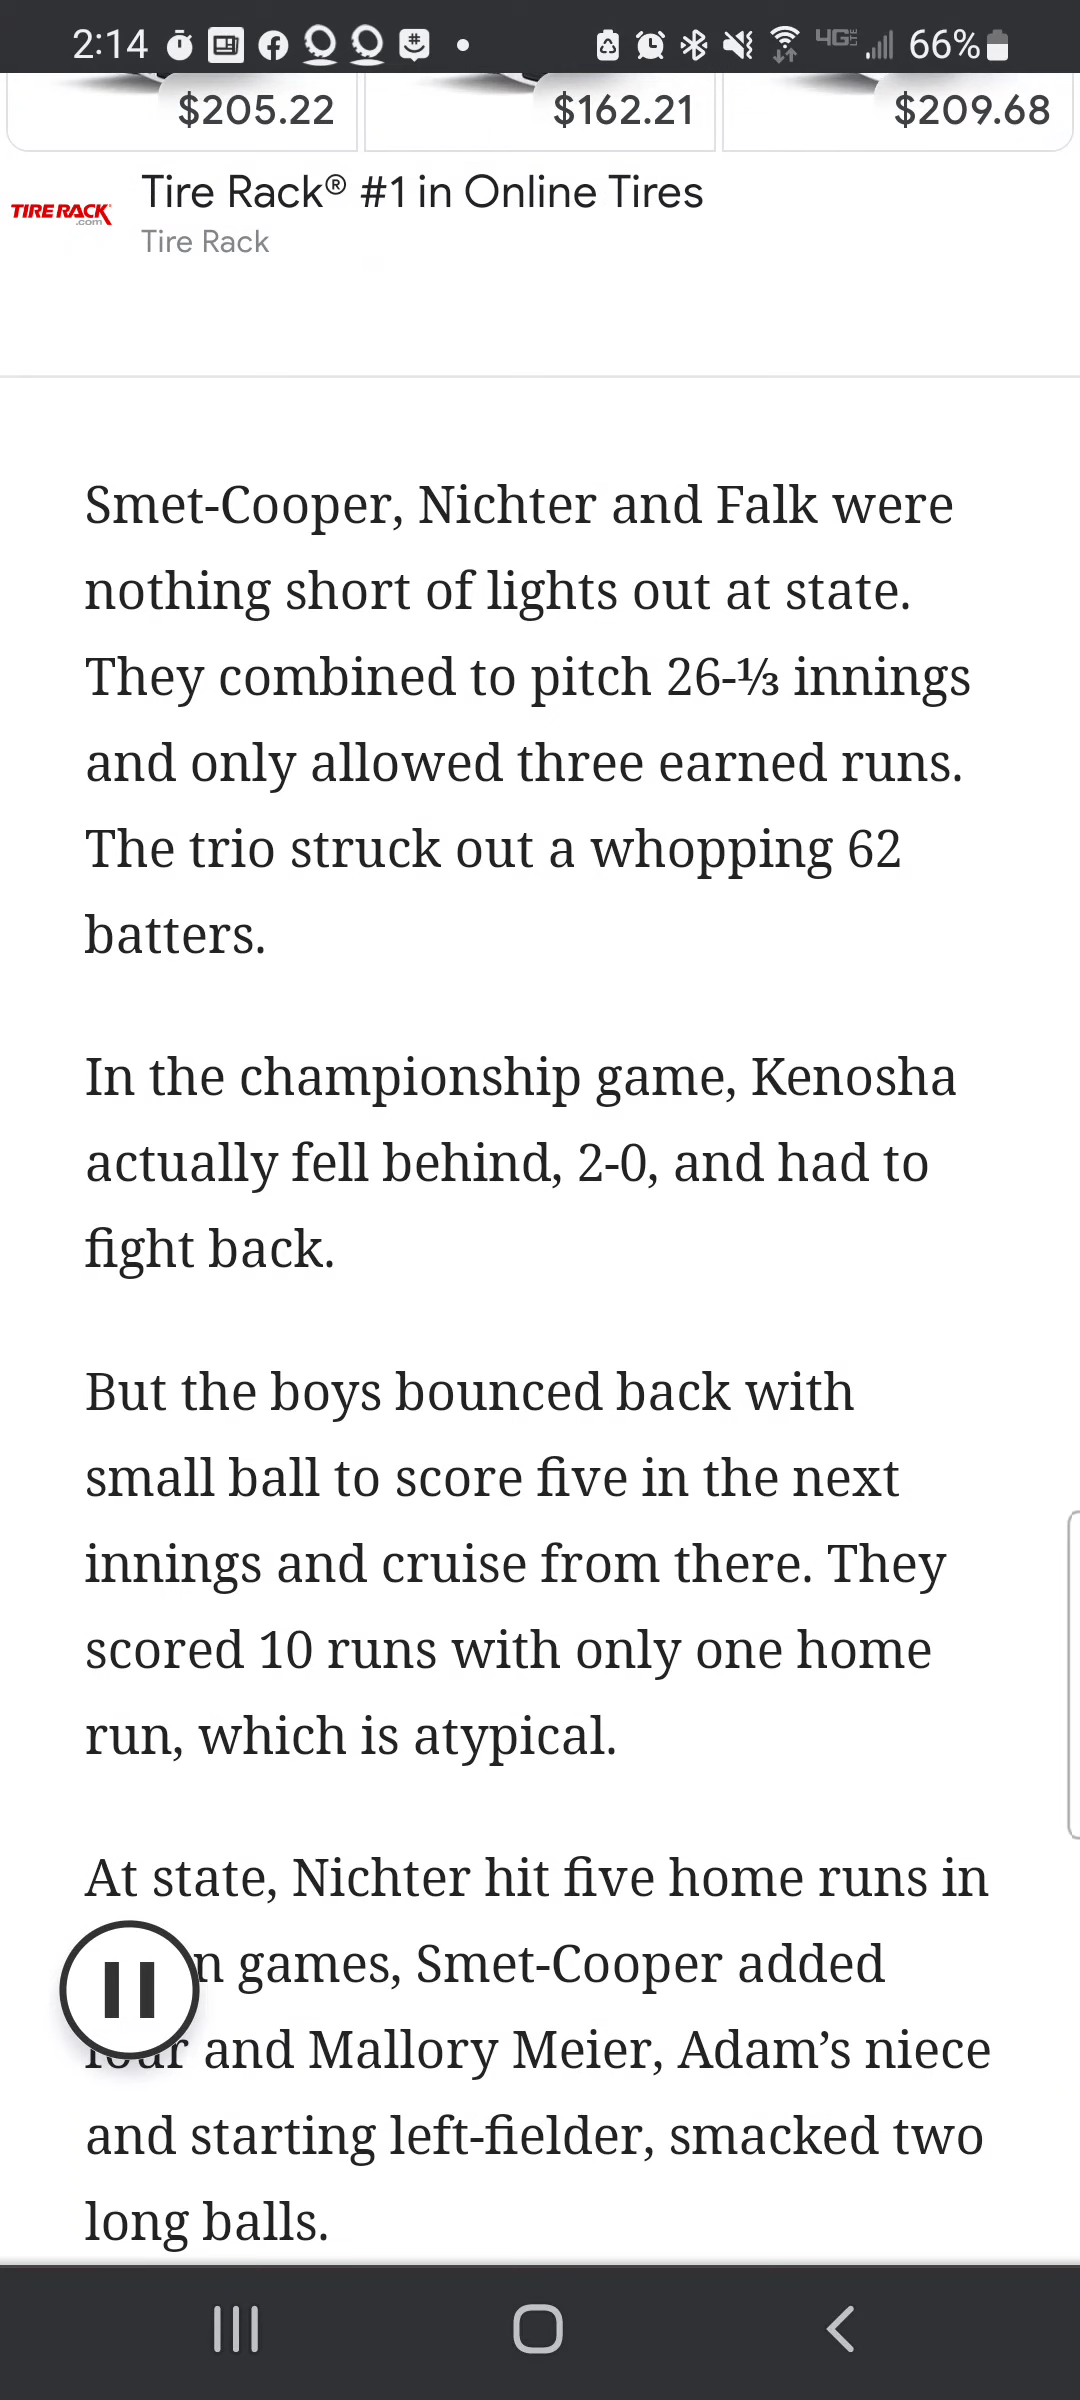 2:14
4G LTE 66%
$205.22 $162.21 $209.68
TIRE RACK
.com
Tire Rack® #1 in Online Tires
Tire Rack
Smet-Cooper, Nichter and Falk were
nothing short of lights out at state.
They combined to pitch 26-⅓ innings
and only allowed three earned runs.
The trio struck out a whopping 62
batters.
In the championship game, Kenosha
actually fell behind, 2-0, and had to
fight back.
But the boys bounced back with
small ball to score five in the next
innings and cruise from there. They
scored 10 runs with only one home
run, which is atypical.
At state, Nichter hit five home runs in
games, Smet-Cooper added
four and Mallory Meier, Adam’s niece
and starting left-fielder, smacked two
long balls.